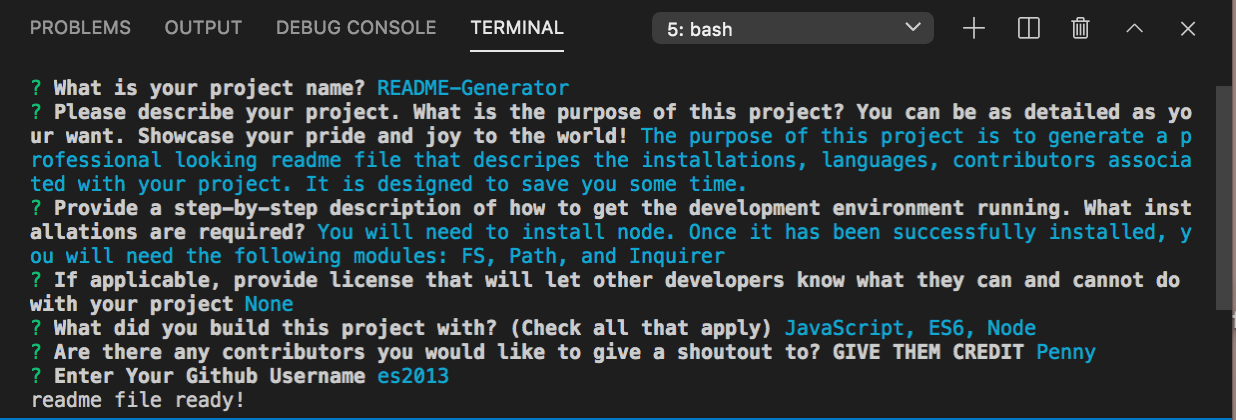 PROBLEMS OUTPUT DEBUG CONSOLE TERMINAL 5: bash
? What is your project name? README-Generator
? Please describe your project. What is the purpose of this project? You can be as detailed as yo
ur want. Showcase your pride and joy to the world! The purpose of this project is to generate a p
rofessional looking readme file that descripes the installations, languages, contributors associa
ted with your project. It is designed to save you some time.
? Provide a step-by-step description of how to get the development environment running. What inst
allations are required? You will need to install node. Once it has been successfully installed, y
ou will need the following modules: FS, Path, and Inquirer
? If applicable, provide license that will let other developers know what they can and cannot do
with your project None
? What did you build this project with? (Check all that apply) JavaScript, ES6, Node
? Are there any contributors you would like to give a shoutout to? GIVE THEM CREDIT Penny
? Enter Your Github Username es2013
readme file ready!